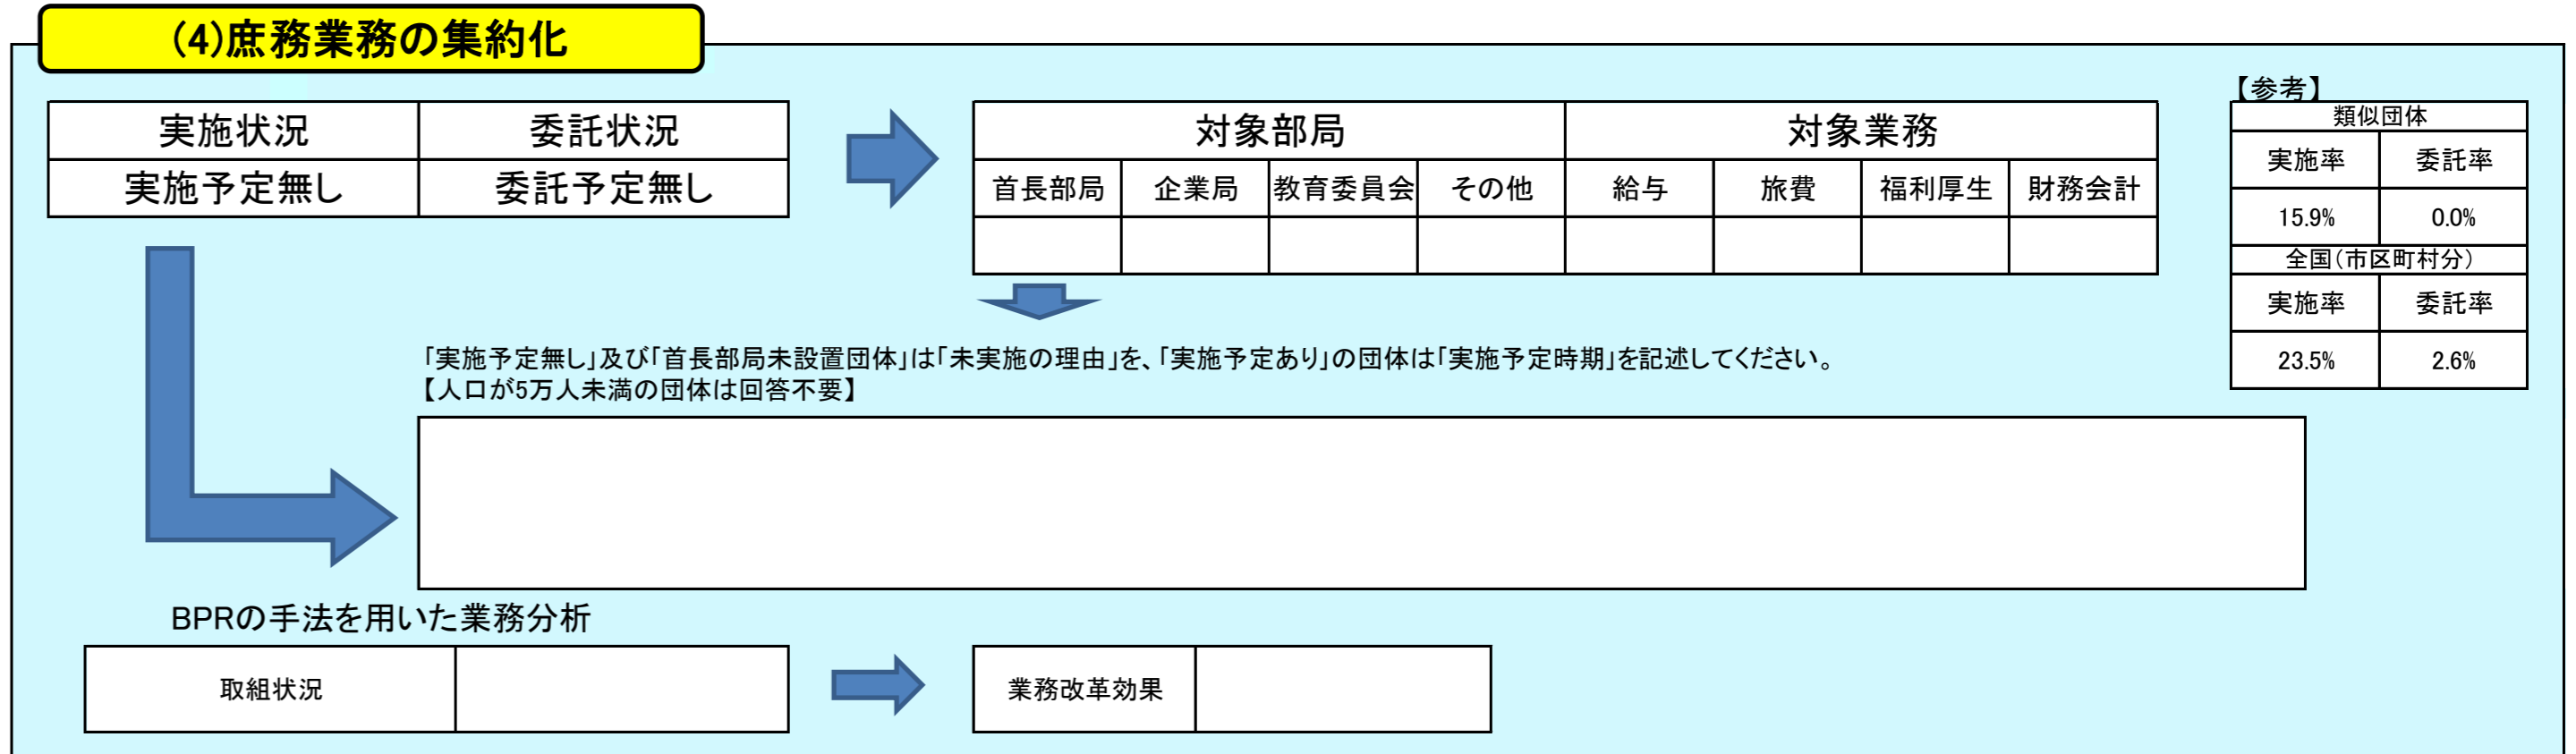 (4)庶務業務の集約化
実施状況 委託状況
実施予定無し 委託予定無し
対象部局 対象業務
首長部局 企業局 教育委員会 その他 給与 旅費 福利厚生 財務会計
【参考】
類似団体
実施率 委託率
15.9% 0.0%
全国(市区町村分)
実施率 委託率
23.5% 2.6%
「実施予定無し」及び「首長部局未設置団体」は「未実施の理由」を、「実施予定あり」の団体は「実施予定時期」を記述してください。
【人口が5万人未満の団体は回答不要】
BPRの手法を用いた業務分析
取組状況
業務改革効果